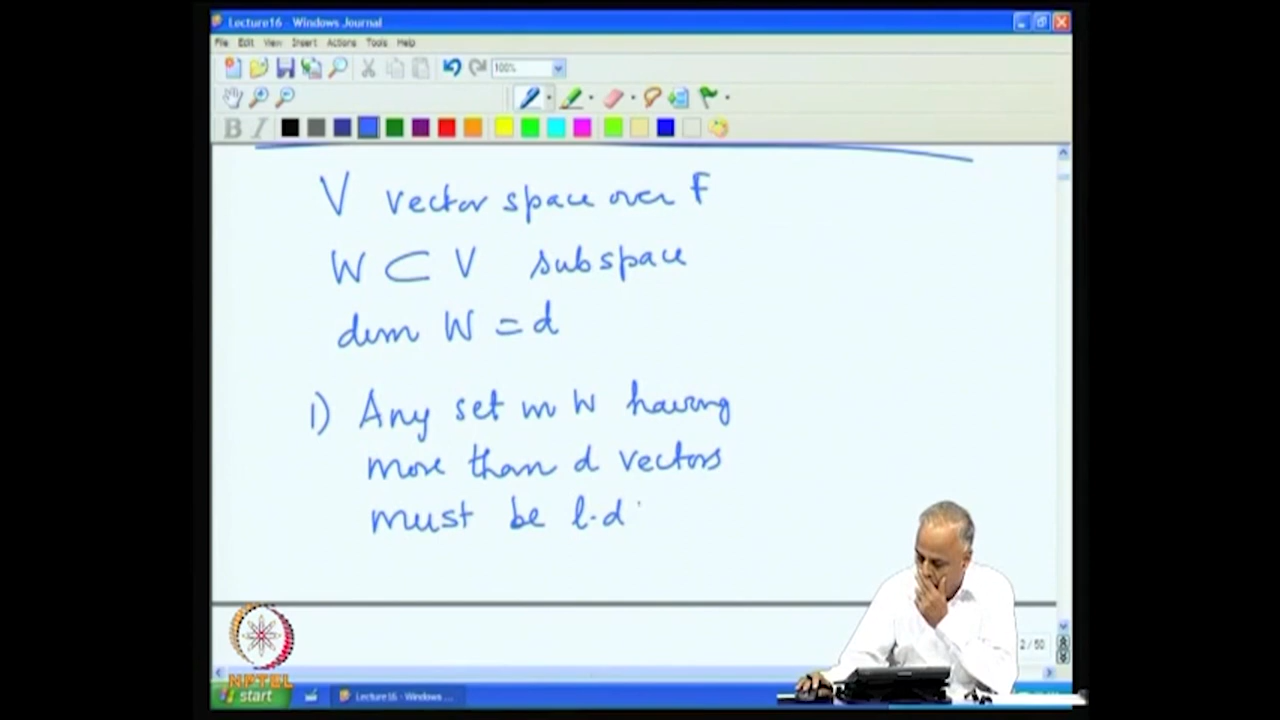 Lecture16 - Windows Journal
File Edit View Insert Actions Tools Help
100%
B I
V vector space over F
W ⊂ V subspace
dim W = d
1) Any set in W having
more than d vectors
must be l.d.
2 / 50
NPTEL
start Lecture16 - Windows ...